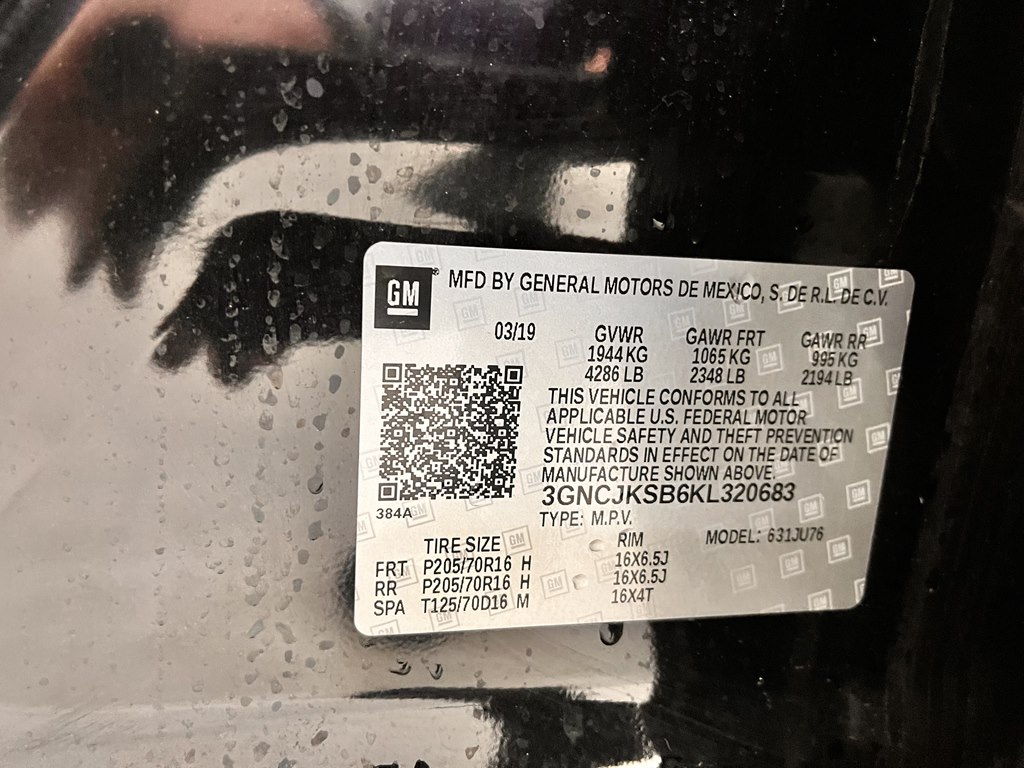 GM
MFD BY GENERAL MOTORS DE MEXICO, S. DE R.L. DE C.V.
03/19 GVWR GAWR FRT GAWR RR
1944 KG 1065 KG 995 KG
4286 LB 2348 LB 2194 LB
THIS VEHICLE CONFORMS TO ALL
APPLICABLE U.S. FEDERAL MOTOR
VEHICLE SAFETY AND THEFT PREVENTION
STANDARDS IN EFFECT ON THE DATE OF
MANUFACTURE SHOWN ABOVE.
3GNCJKSB6KL320683
384A
TYPE: M.P.V.
MODEL: 631JU76
TIRE SIZE RIM
FRT P205/70R16 H 16X6.5J
RR P205/70R16 H 16X6.5J
SPA T125/70D16 M 16X4T